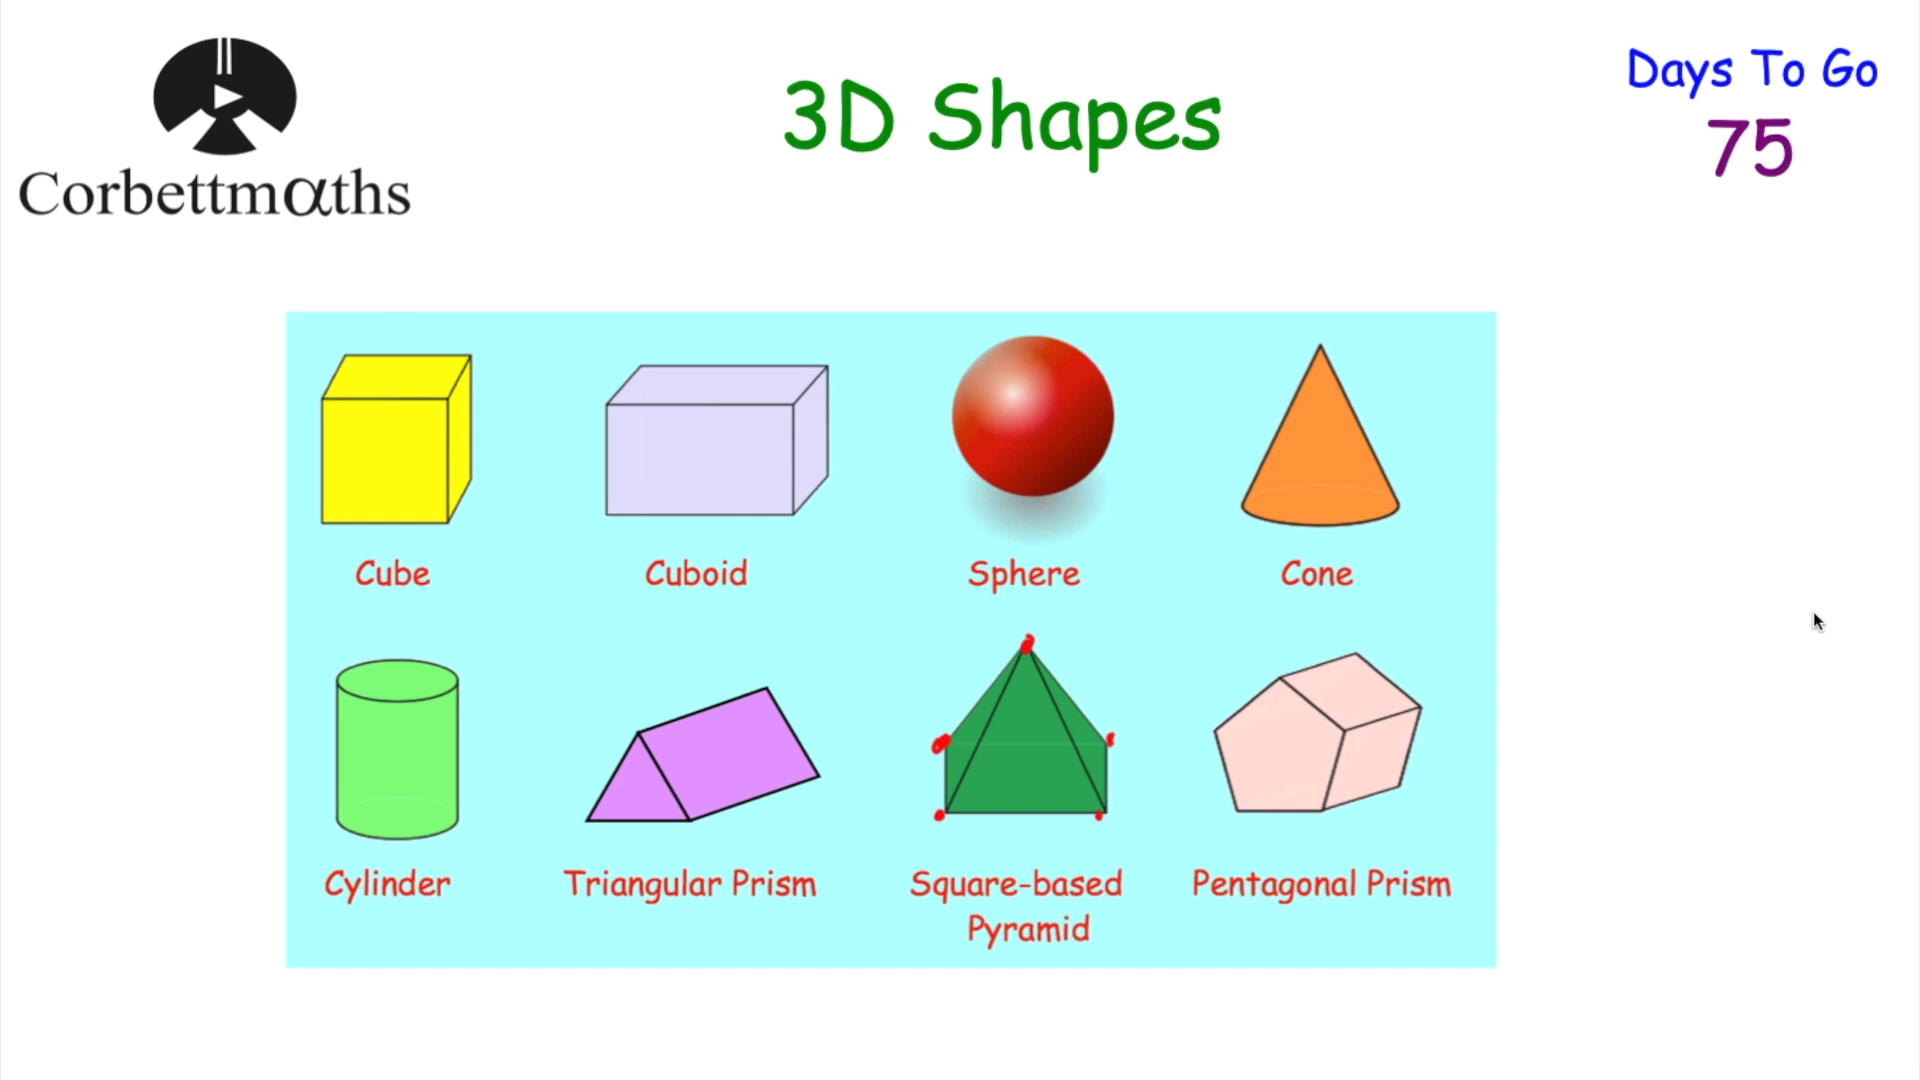 Corbettmαths
3D Shapes
Days To Go
75
Cube
Cuboid
Sphere
Cone
Cylinder
Triangular Prism
Square-based
Pyramid
Pentagonal Prism